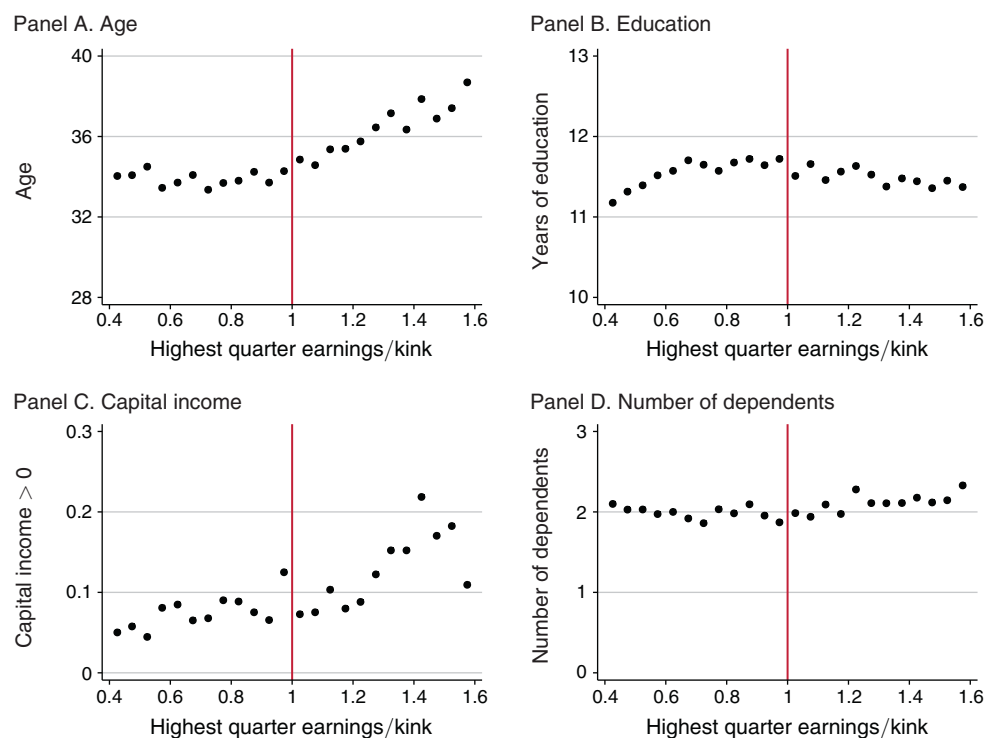 Panel A. Age
40
36
32
28
Age
0.4 0.6 0.8 1 1.2 1.4 1.6
Highest quarter earnings/kink
Panel B. Education
13
12
11
10
Years of education
0.4 0.6 0.8 1 1.2 1.4 1.6
Highest quarter earnings/kink
Panel C. Capital income
0.3
0.2
0.1
0
Capital income > 0
0.4 0.6 0.8 1 1.2 1.4 1.6
Highest quarter earnings/kink
Panel D. Number of dependents
3
2
1
0
Number of dependents
0.4 0.6 0.8 1 1.2 1.4 1.6
Highest quarter earnings/kink